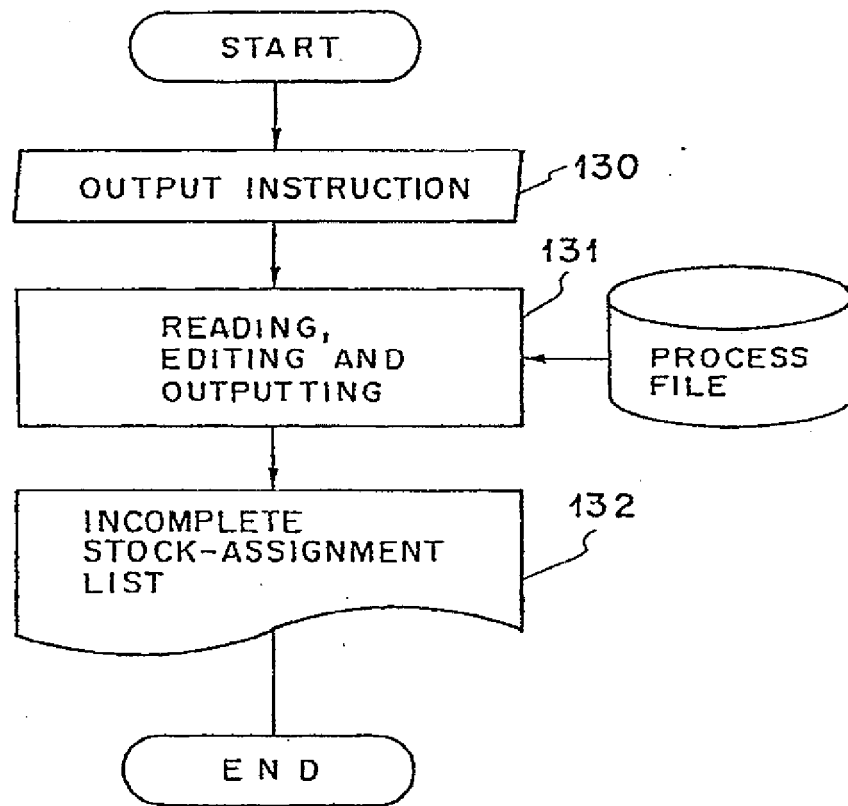 START
OUTPUT INSTRUCTION
130
131
READING,
EDITING AND
OUTPUTTING
PROCESS
FILE
132
INCOMPLETE
STOCK-ASSIGNMENT
LIST
END